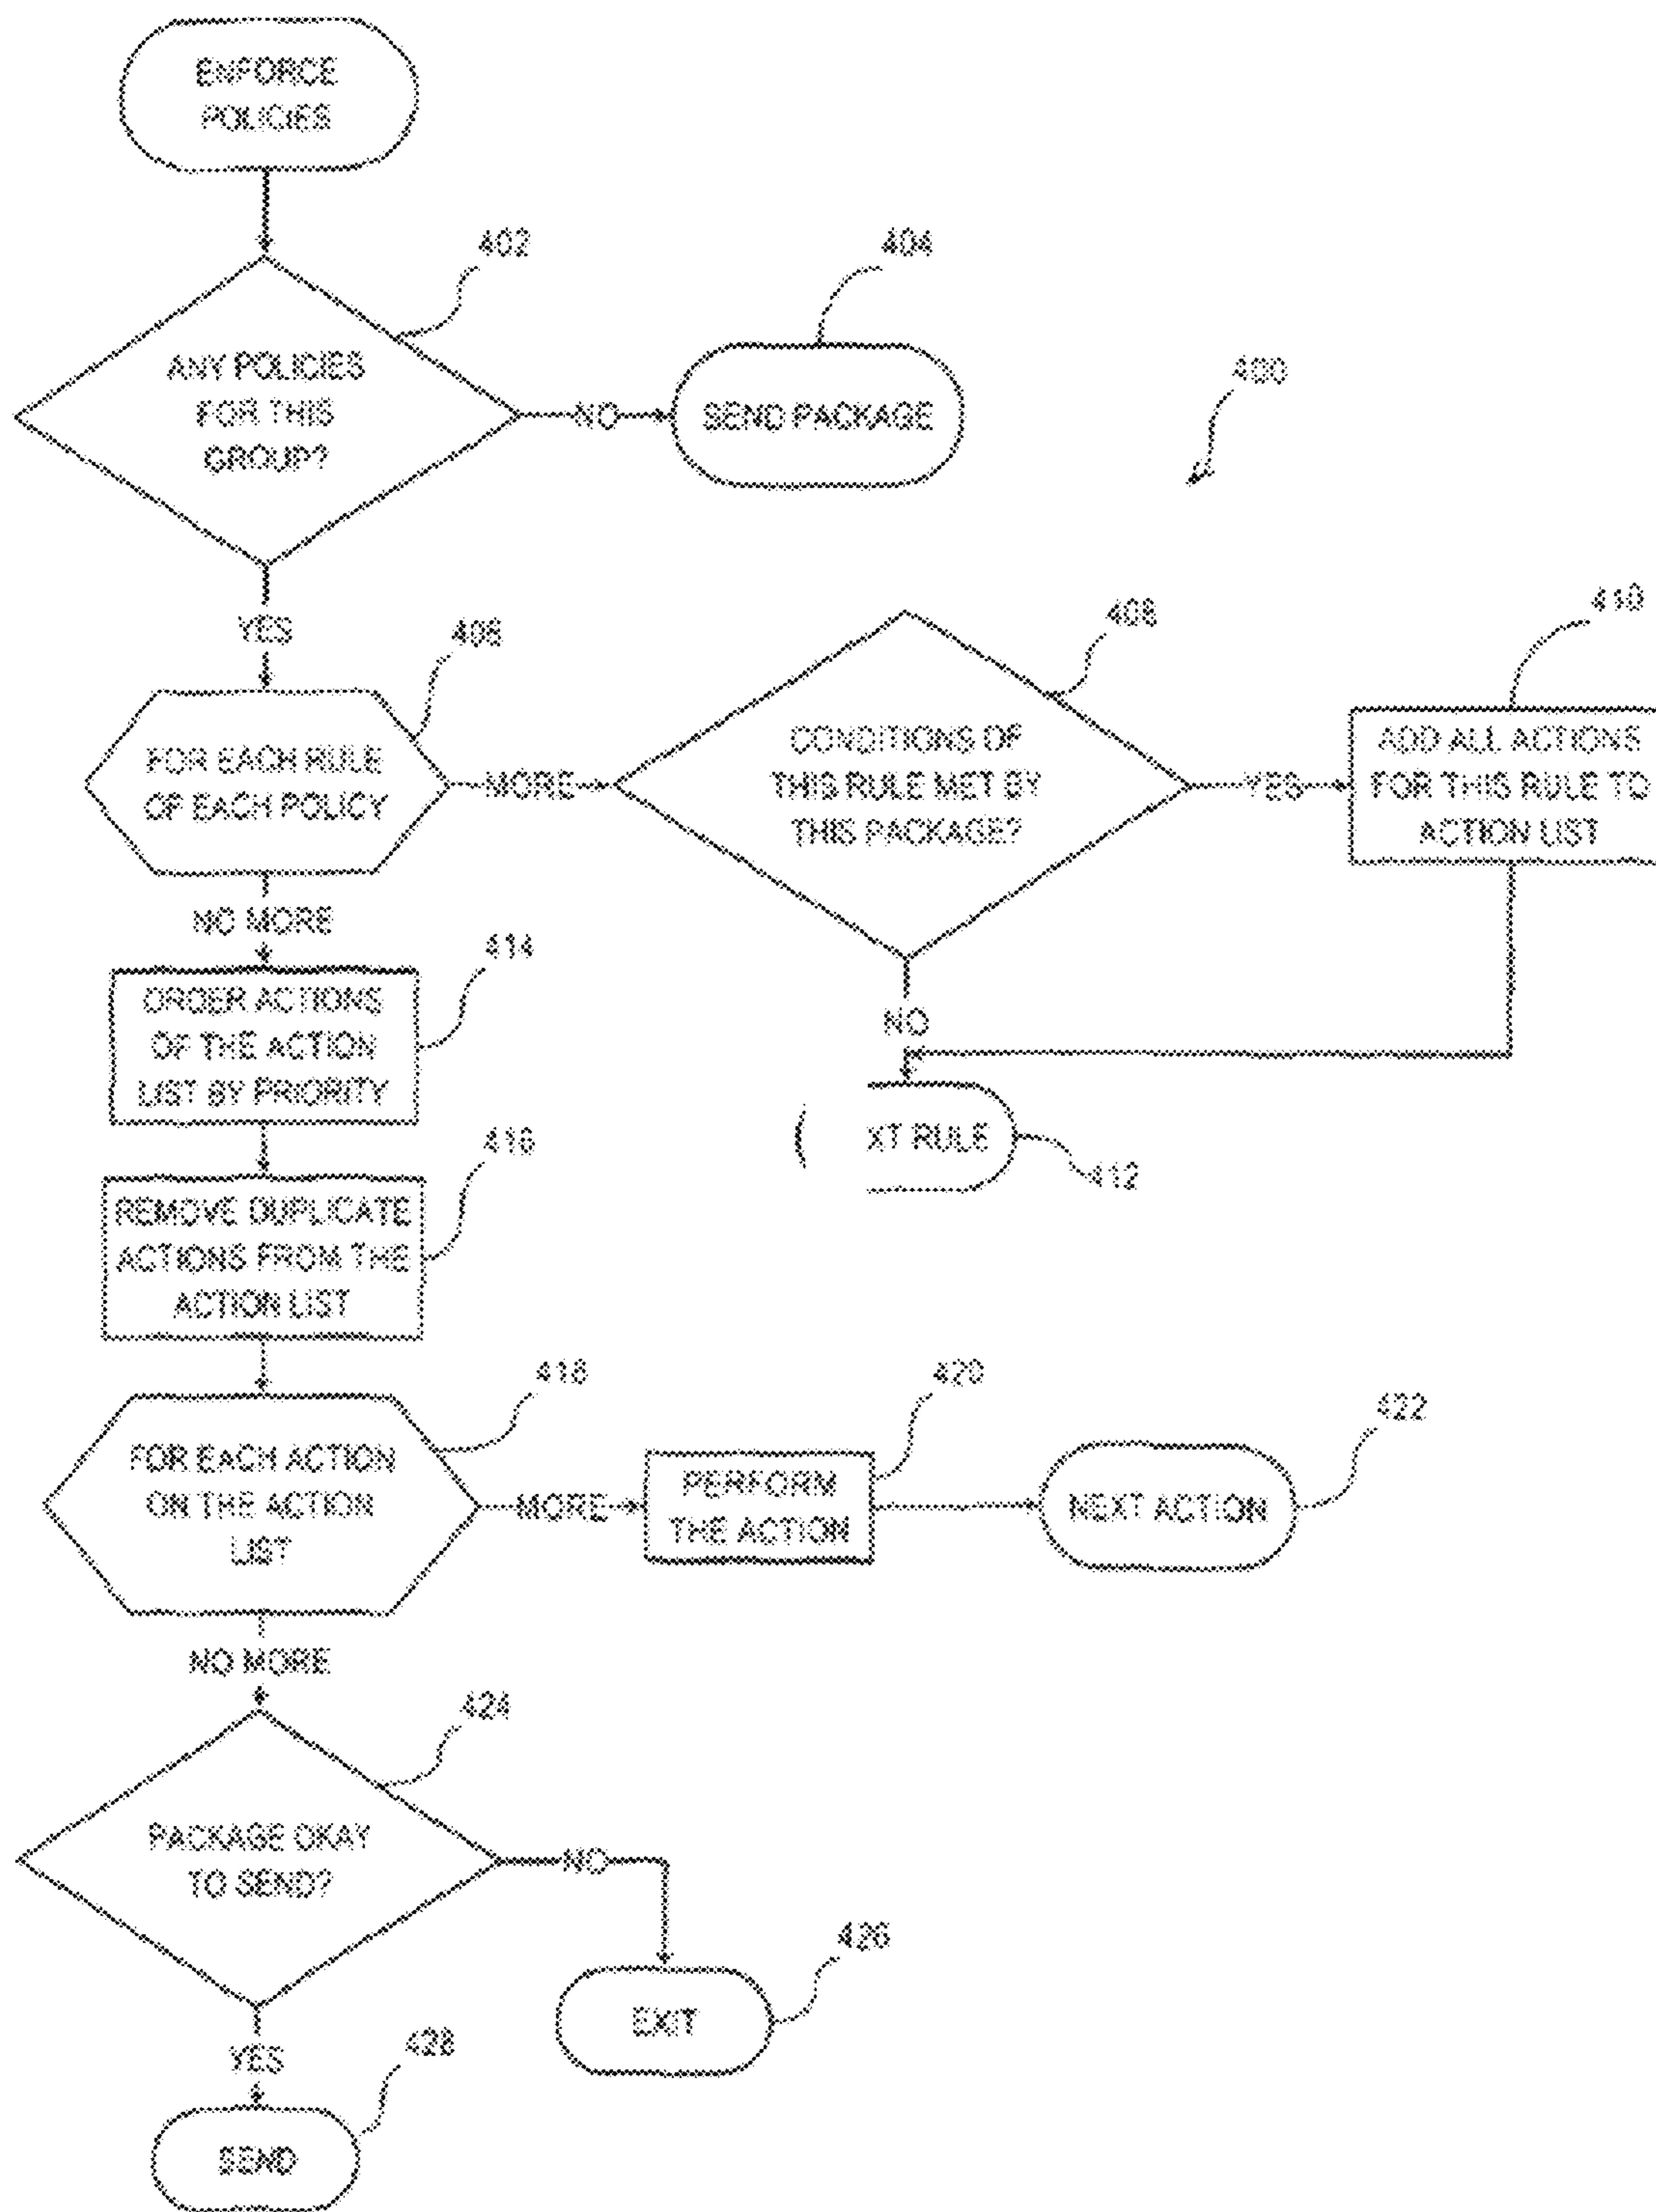 ENFORCE
POLICIES
402
404
ANY POLICIES
FOR THIS
GROUP?
NO
SEND PACKAGE
400
YES
406
408
410
FOR EACH RULE
OF EACH POLICY
MORE
CONDITIONS OF
THIS RULE MET BY
THIS PACKAGE?
YES
ADD ALL ACTIONS
FOR THIS RULE TO
ACTION LIST
NO MORE
414
ORDER ACTIONS
OF THE ACTION
LIST BY PRIORITY
NO
XT RULE
412
416
REMOVE DUPLICATE
ACTIONS FROM THE
ACTION LIST
418
420
422
FOR EACH ACTION
ON THE ACTION
LIST
MORE
PERFORM
THE ACTION
NEXT ACTION
NO MORE
424
PACKAGE OKAY
TO SEND?
NO
426
EXIT
YES
428
SEND